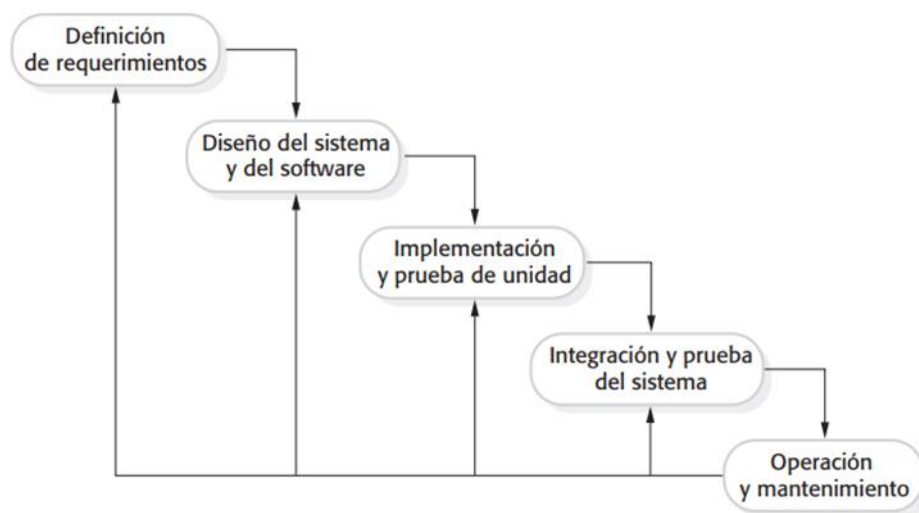 Definición
de requerimientos
Diseño del sistema
y del software
Implementación
y prueba de unidad
Integración y prueba
del sistema
Operación
y mantenimiento